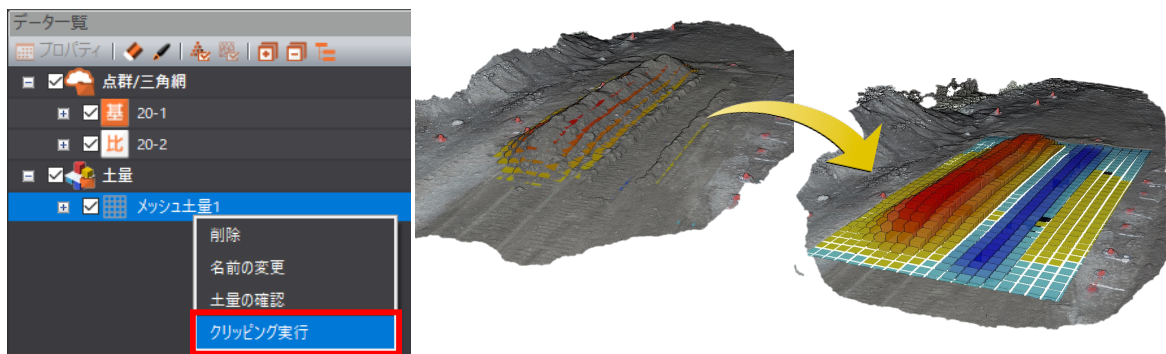 データ一覧
プロパティ
点群/三角網
基 20-1
比 20-2
土量
メッシュ土量1
削除
名前の変更
土量の確認
クリッピング実行